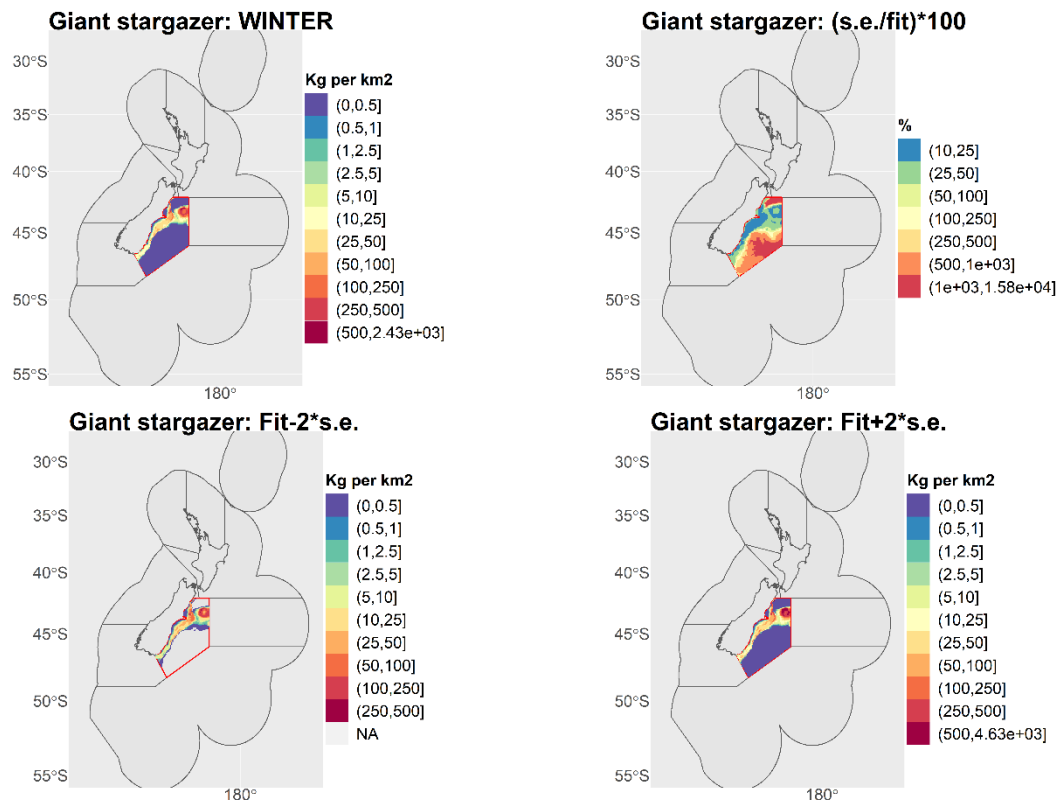 Giant stargazer: WINTER
30°S
35°S
40°S
45°S
50°S
55°S
180°
Kg per km2
(0,0.5]
(0.5,1]
(1,2.5]
(2.5,5]
(5,10]
(10,25]
(25,50]
(50,100]
(100,250]
(250,500]
(500,2.43e+03]
Giant stargazer: (s.e./fit)*100
30°S
35°S
40°S
45°S
50°S
55°S
180°
%
(10,25]
(25,50]
(50,100]
(100,250]
(250,500]
(500,1e+03]
(1e+03,1.58e+04]
Giant stargazer: Fit-2*s.e.
30°S
35°S
40°S
45°S
50°S
55°S
180°
Kg per km2
(0,0.5]
(0.5,1]
(1,2.5]
(2.5,5]
(5,10]
(10,25]
(25,50]
(50,100]
(100,250]
(250,500]
NA
Giant stargazer: Fit+2*s.e.
30°S
35°S
40°S
45°S
50°S
55°S
180°
Kg per km2
(0,0.5]
(0.5,1]
(1,2.5]
(2.5,5]
(5,10]
(10,25]
(25,50]
(50,100]
(100,250]
(250,500]
(500,4.63e+03]